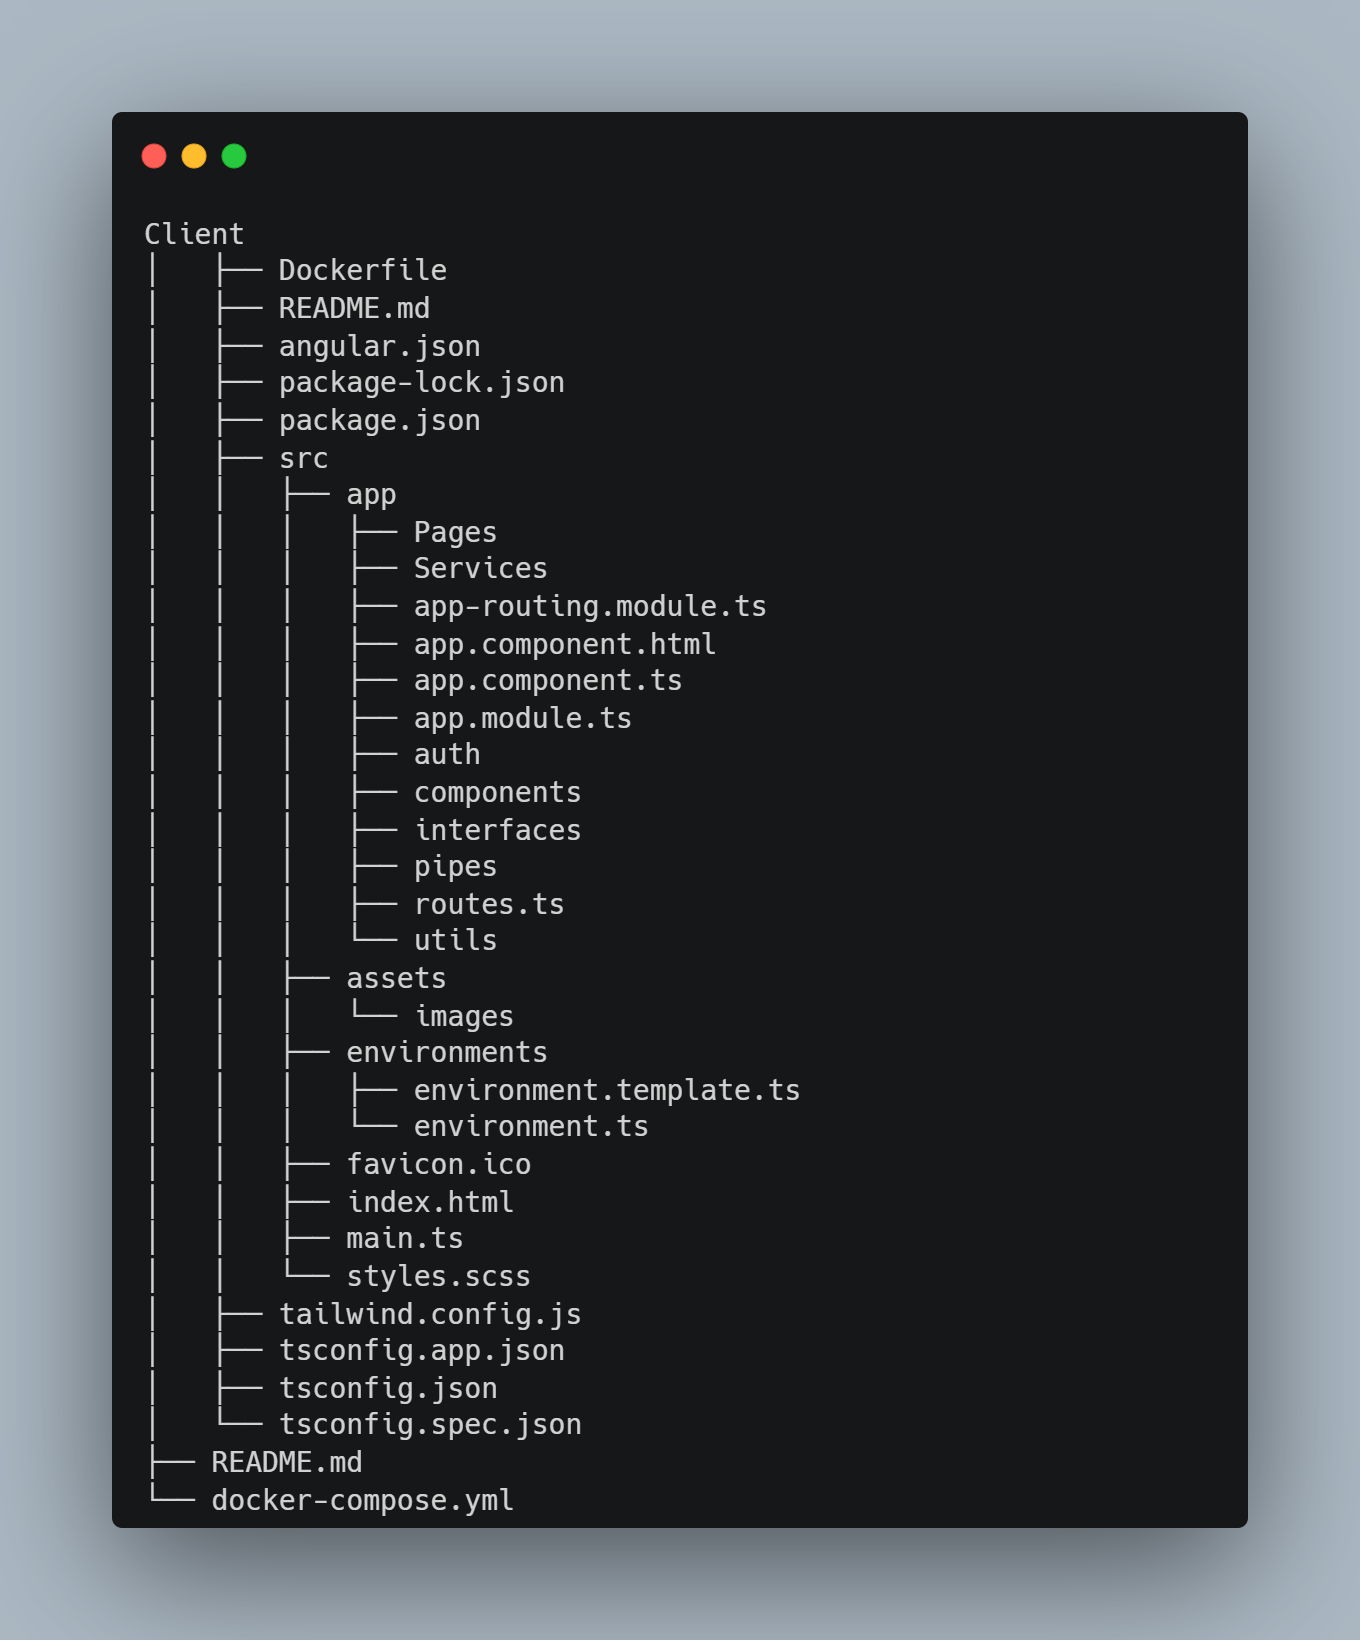 Client
│   ├── Dockerfile
│   ├── README.md
│   ├── angular.json
│   ├── package-lock.json
│   ├── package.json
│   ├── src
│   │   ├── app
│   │   │   ├── Pages
│   │   │   ├── Services
│   │   │   ├── app-routing.module.ts
│   │   │   ├── app.component.html
│   │   │   ├── app.component.ts
│   │   │   ├── app.module.ts
│   │   │   ├── auth
│   │   │   ├── components
│   │   │   ├── interfaces
│   │   │   ├── pipes
│   │   │   ├── routes.ts
│   │   │   └── utils
│   │   ├── assets
│   │   │   └── images
│   │   ├── environments
│   │   │   ├── environment.template.ts
│   │   │   └── environment.ts
│   │   ├── favicon.ico
│   │   ├── index.html
│   │   ├── main.ts
│   │   └── styles.scss
│   ├── tailwind.config.js
│   ├── tsconfig.app.json
│   ├── tsconfig.json
│   └── tsconfig.spec.json
├── README.md
└── docker-compose.yml